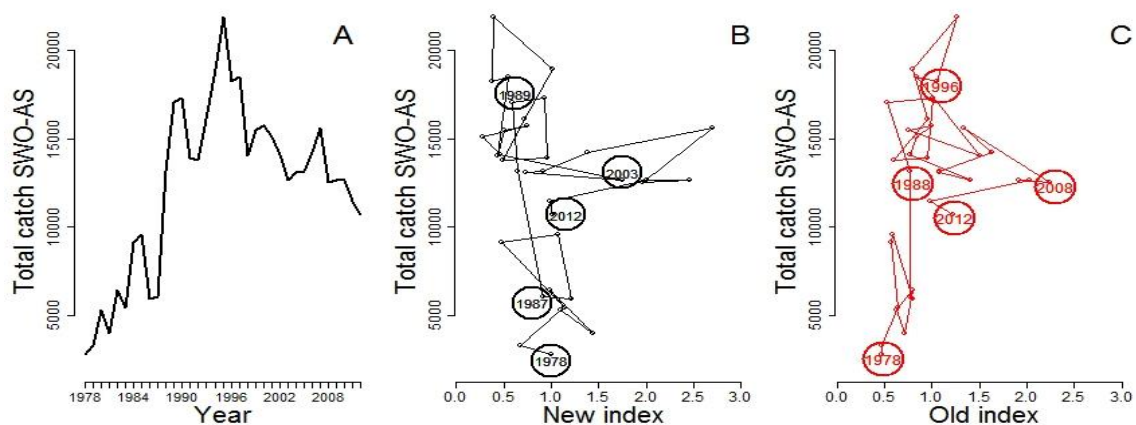 A
B
C
Total catch SWO-AS
20000
15000
10000
5000
1978 1984 1990 1996 2002 2008
Year
Total catch SWO-AS
20000
15000
10000
5000
1989
2003
2012
1987
1978
0.0 0.5 1.0 1.5 2.0 2.5 3.0
New index
Total catch SWO-AS
20000
15000
10000
5000
1996
1988
2008
2012
1978
0.0 0.5 1.0 1.5 2.0 2.5 3.0
Old index